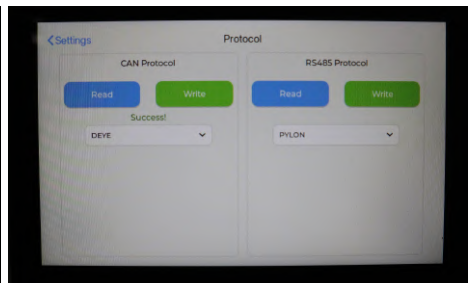 Settings
Protocol
CAN Protocol
RS485 Protocol
Read
Write
Read
Write
Success!
DEYE
PYLON